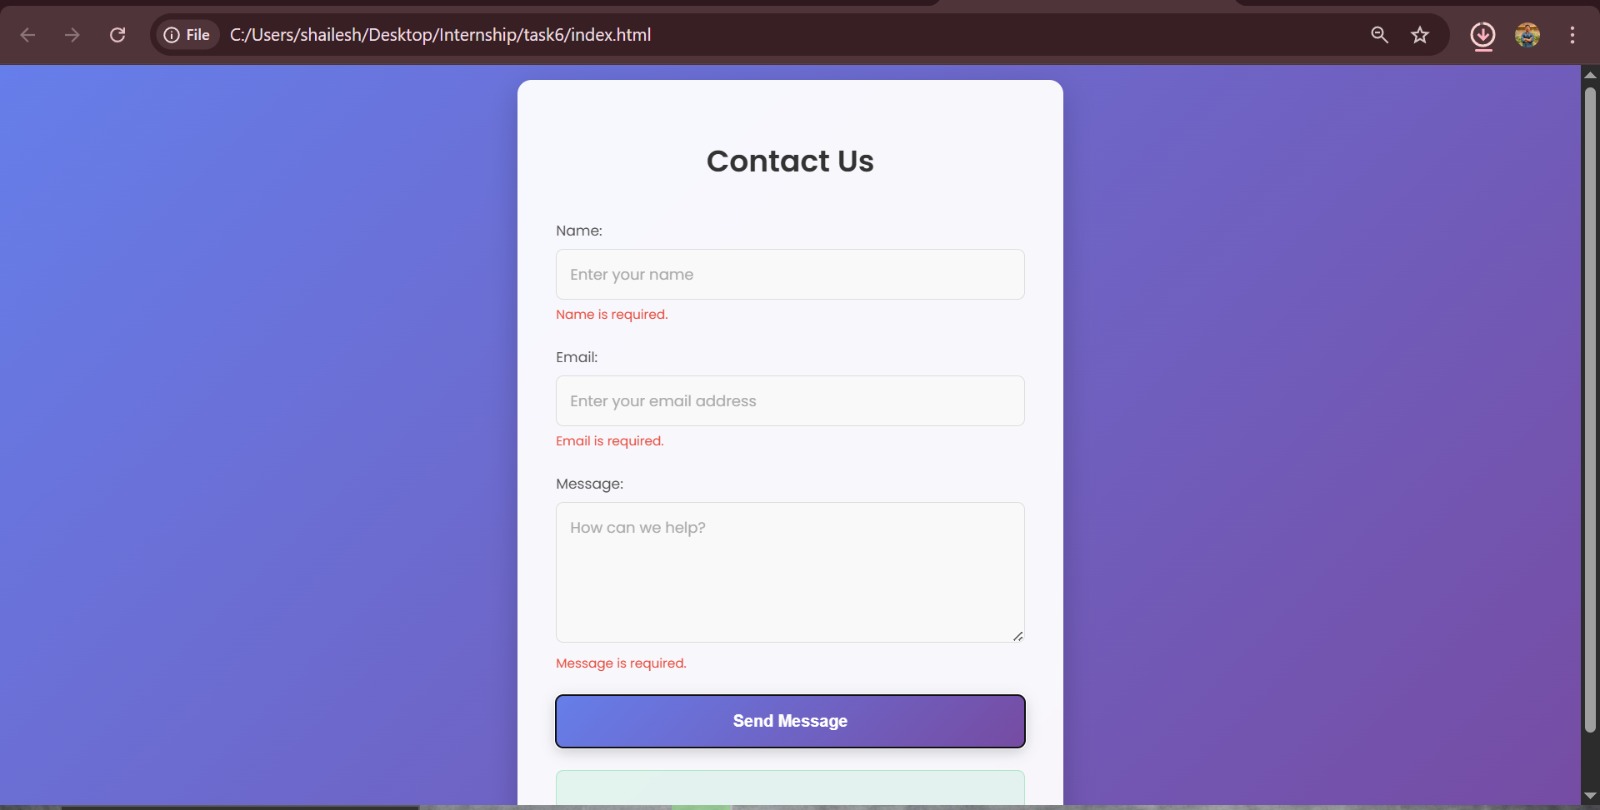 File
C:/Users/shailesh/Desktop/Internship/task6/index.html
Contact Us
Name:
Enter your name
Name is required.
Email:
Enter your email address
Email is required.
Message:
How can we help?
Message is required.
Send Message